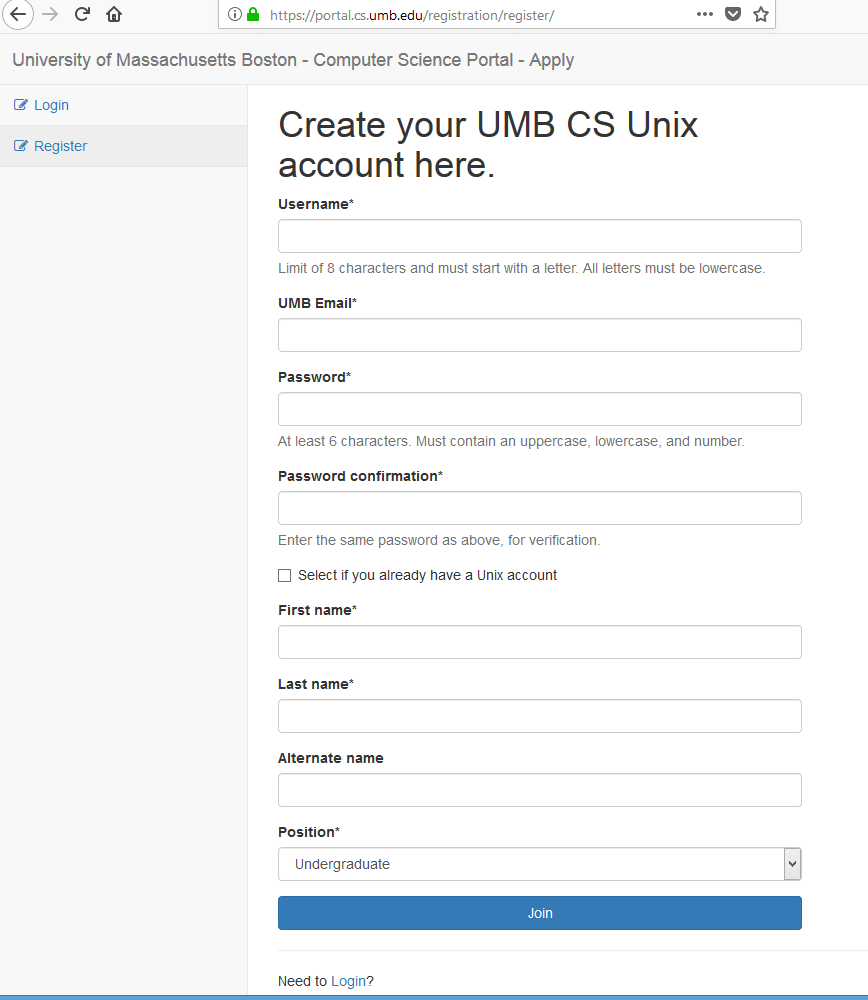 https://portal.cs.umb.edu/registration/register/
University of Massachusetts Boston - Computer Science Portal - Apply
Login
Register
Create your UMB CS Unix
account here.
Username*
Limit of 8 characters and must start with a letter. All letters must be lowercase.
UMB Email*
Password*
At least 6 characters. Must contain an uppercase, lowercase, and number.
Password confirmation*
Enter the same password as above, for verification.
Select if you already have a Unix account
First name*
Last name*
Alternate name
Position*
Undergraduate
Join
Need to Login?